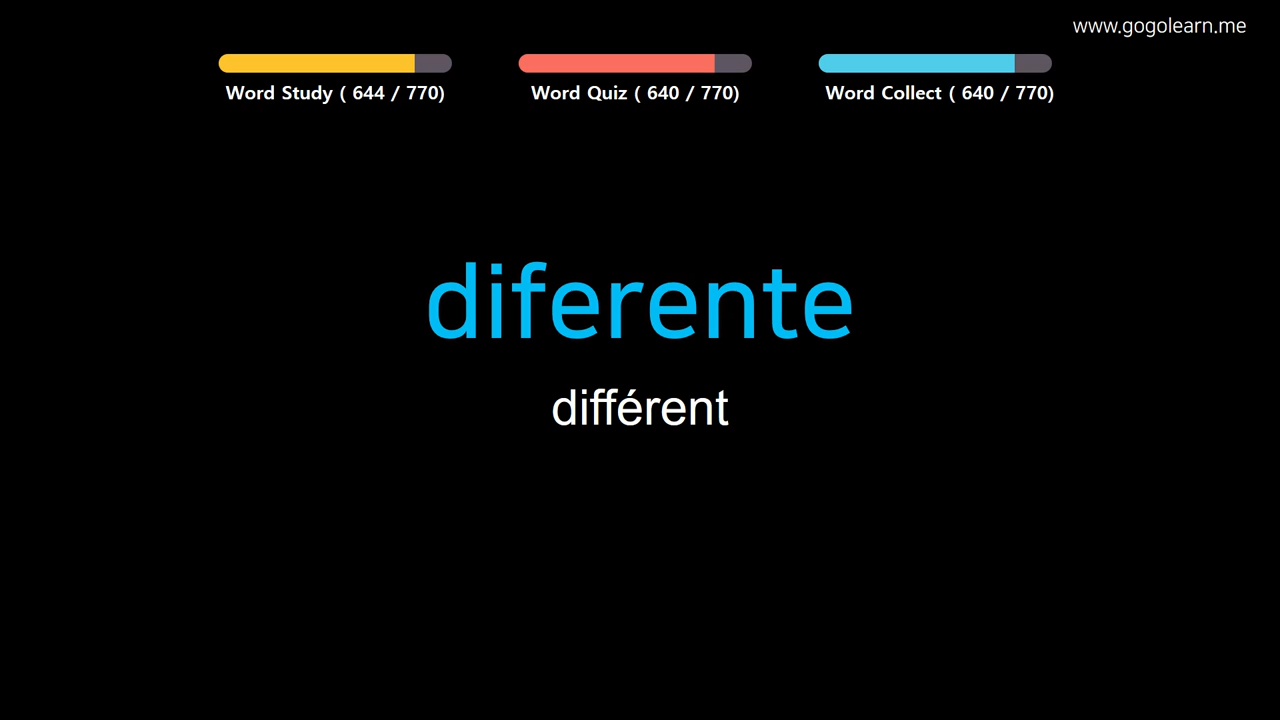 www.gogolearn.me
Word Study ( 644 / 770)
Word Quiz ( 640 / 770)
Word Collect ( 640 / 770)
diferente
différent